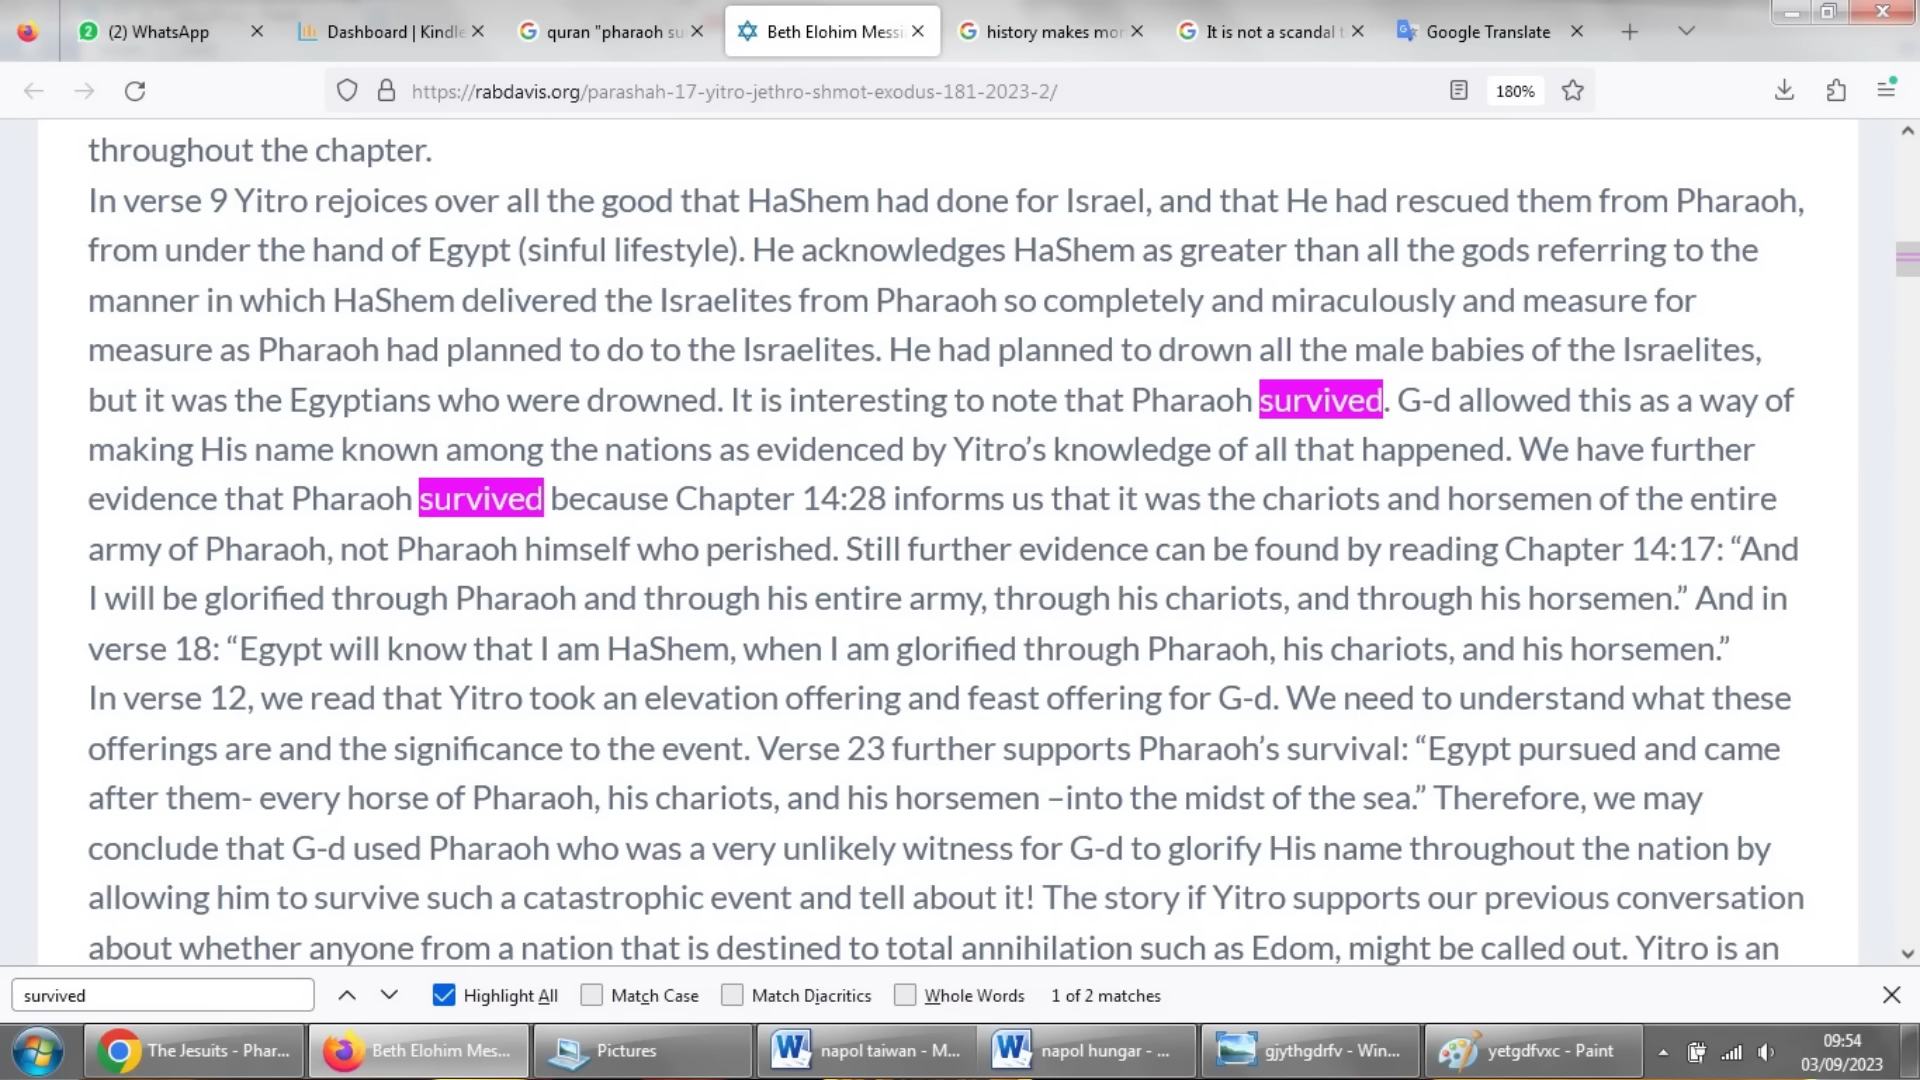 (2) WhatsApp
Dashboard | Kindle
quran "pharaoh su
Beth Elohim Messi
history makes mor
It is not a scandal t
Google Translate
https://rabdavis.org/parashah-17-yitro-jethro-shmot-exodus-181-2023-2/
180%
throughout the chapter.
In verse 9 Yitro rejoices over all the good that HaShem had done for Israel, and that He had rescued them from Pharaoh,
from under the hand of Egypt (sinful lifestyle). He acknowledges HaShem as greater than all the gods referring to the
manner in which HaShem delivered the Israelites from Pharaoh so completely and miraculously and measure for
measure as Pharaoh had planned to do to the Israelites. He had planned to drown all the male babies of the Israelites,
but it was the Egyptians who were drowned. It is interesting to note that Pharaoh survived. G-d allowed this as a way of
making His name known among the nations as evidenced by Yitro’s knowledge of all that happened. We have further
evidence that Pharaoh survived because Chapter 14:28 informs us that it was the chariots and horsemen of the entire
army of Pharaoh, not Pharaoh himself who perished. Still further evidence can be found by reading Chapter 14:17: “And
I will be glorified through Pharaoh and through his entire army, through his chariots, and through his horsemen.” And in
verse 18: “Egypt will know that I am HaShem, when I am glorified through Pharaoh, his chariots, and his horsemen.”
In verse 12, we read that Yitro took an elevation offering and feast offering for G-d. We need to understand what these
offerings are and the significance to the event. Verse 23 further supports Pharaoh’s survival: “Egypt pursued and came
after them- every horse of Pharaoh, his chariots, and his horsemen –into the midst of the sea.” Therefore, we may
conclude that G-d used Pharaoh who was a very unlikely witness for G-d to glorify His name throughout the nation by
allowing him to survive such a catastrophic event and tell about it! The story if Yitro supports our previous conversation
about whether anyone from a nation that is destined to total annihilation such as Edom, might be called out. Yitro is an
survived
Highlight All
Match Case
Match Diacritics
Whole Words
1 of 2 matches
The Jesuits - Phar...
Beth Elohim Mes...
Pictures
napol taiwan - M...
napol hungar - ...
gjythgdrfv - Win...
yetgdfvxc - Paint
09:54
03/09/2023